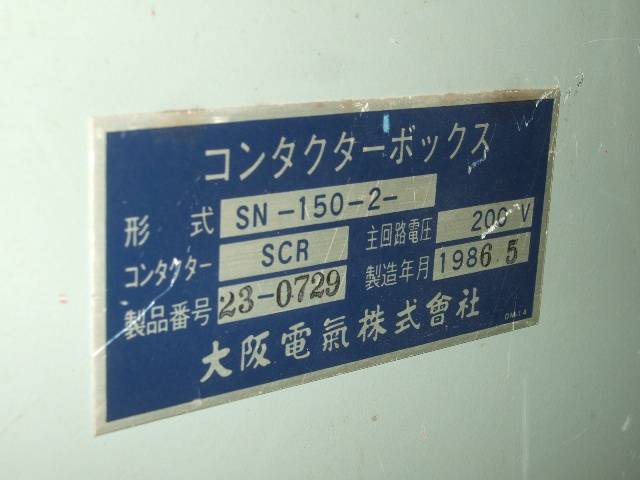 コンタクターボックス
形式 SN-150-2-
コンタクター SCR 主回路電圧 200 V
製品番号 23-0729 製造年月 1986 5
大阪電氣株式會社